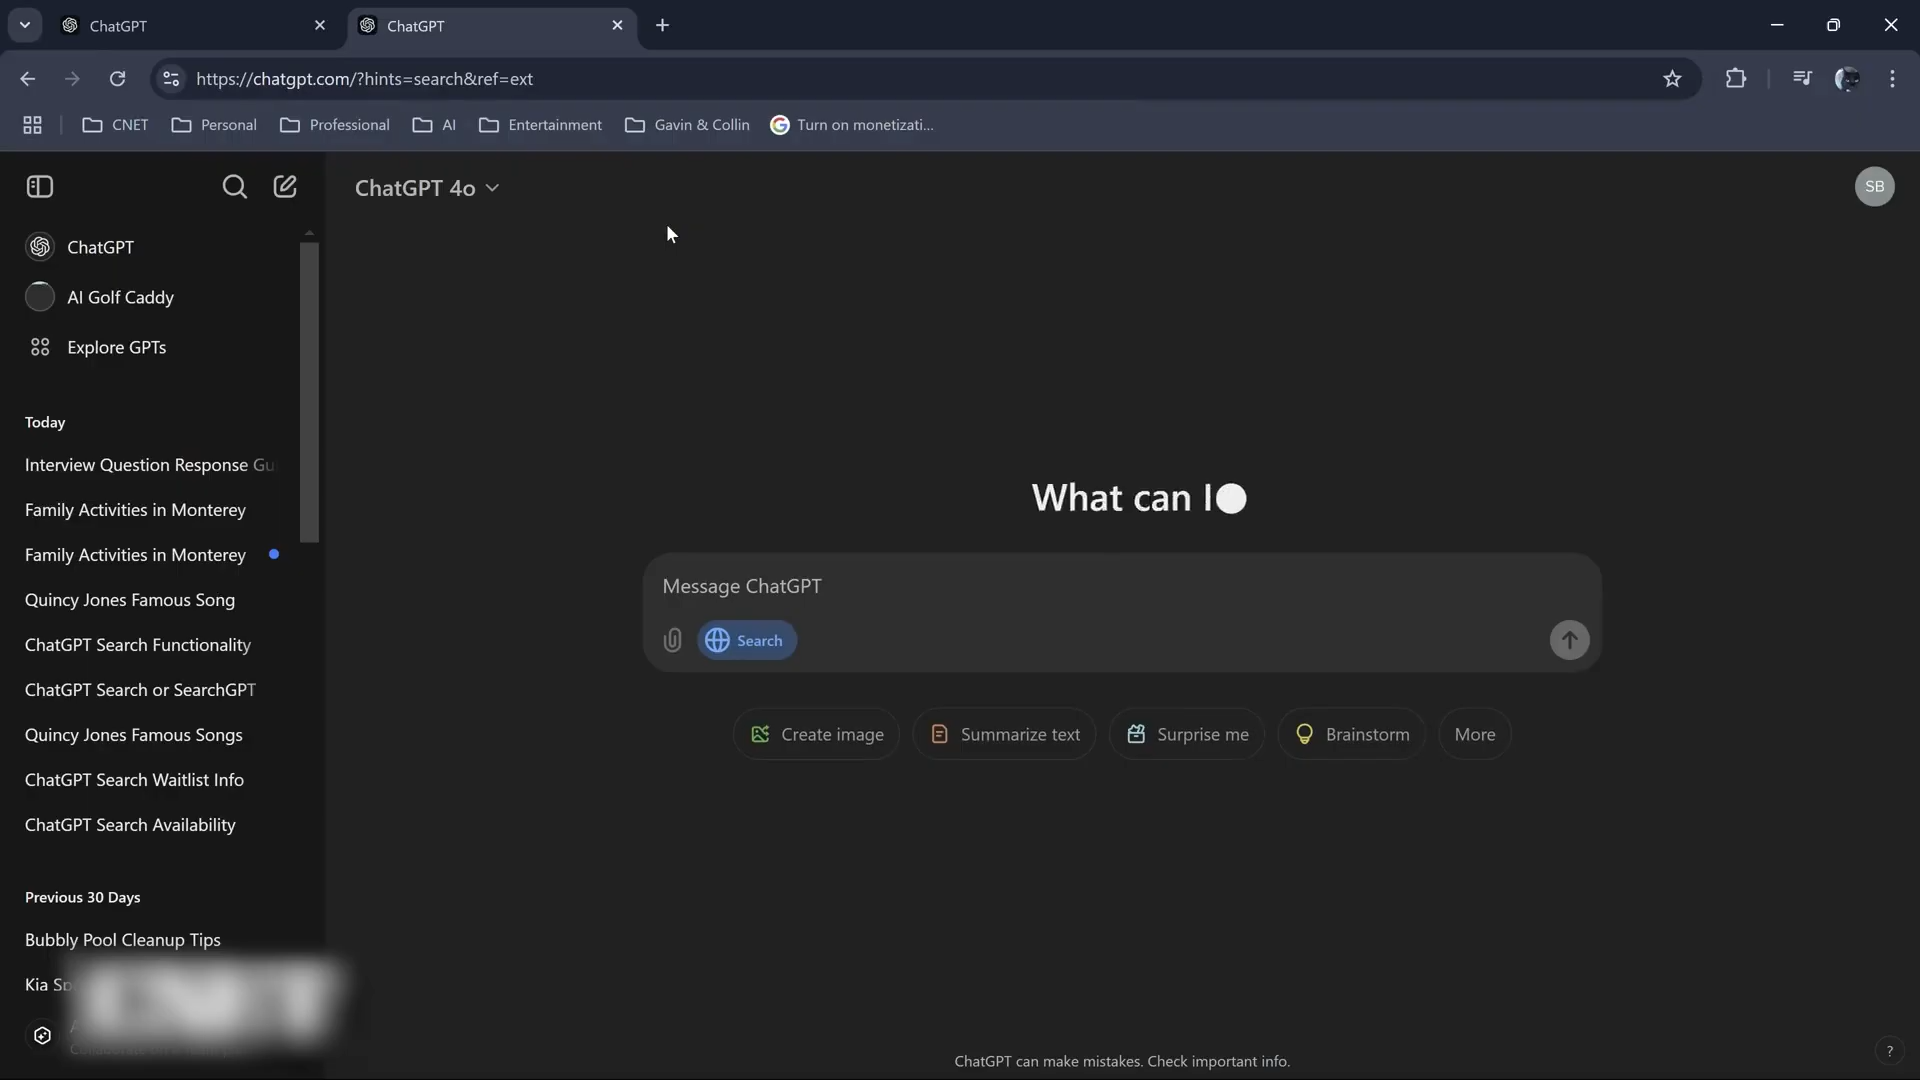 ChatGPT
ChatGPT
https://chatgpt.com/?hints=search&ref=ext
CNET
Personal
Professional
AI
Entertainment
Gavin & Collin
Turn on monetizati...
ChatGPT 4o
SB
ChatGPT
AI Golf Caddy
Explore GPTs
Today
Interview Question Response Gu
Family Activities in Monterey
Family Activities in Monterey
Quincy Jones Famous Song
ChatGPT Search Functionality
ChatGPT Search or SearchGPT
Quincy Jones Famous Songs
ChatGPT Search Waitlist Info
ChatGPT Search Availability
Previous 30 Days
Bubbly Pool Cleanup Tips
Kia
What can I
Message ChatGPT
Search
Create image
Summarize text
Surprise me
Brainstorm
More
ChatGPT can make mistakes. Check important info.
?